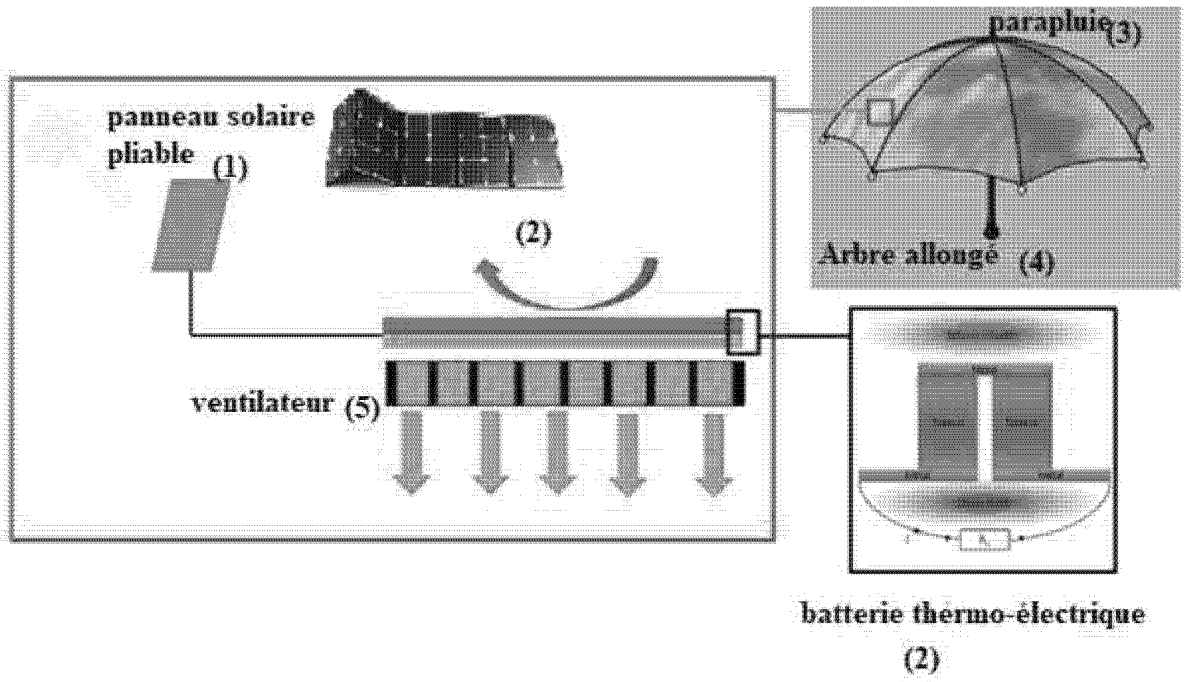 parapluie (3)
panneau solaire
pliable (1)
(2)
Arbre allongé (4)
ventilateur (5)
batterie thermo-électrique
(2)